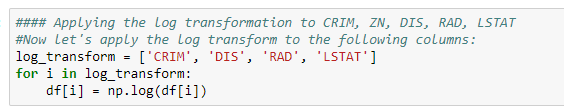 #### Applying the log transformation to CRIM, ZN, DIS, RAD, LSTAT
#Now let's apply the log transform to the following columns:
log_transform = ['CRIM', 'DIS', 'RAD', 'LSTAT']
for i in log_transform:
    df[i] = np.log(df[i])